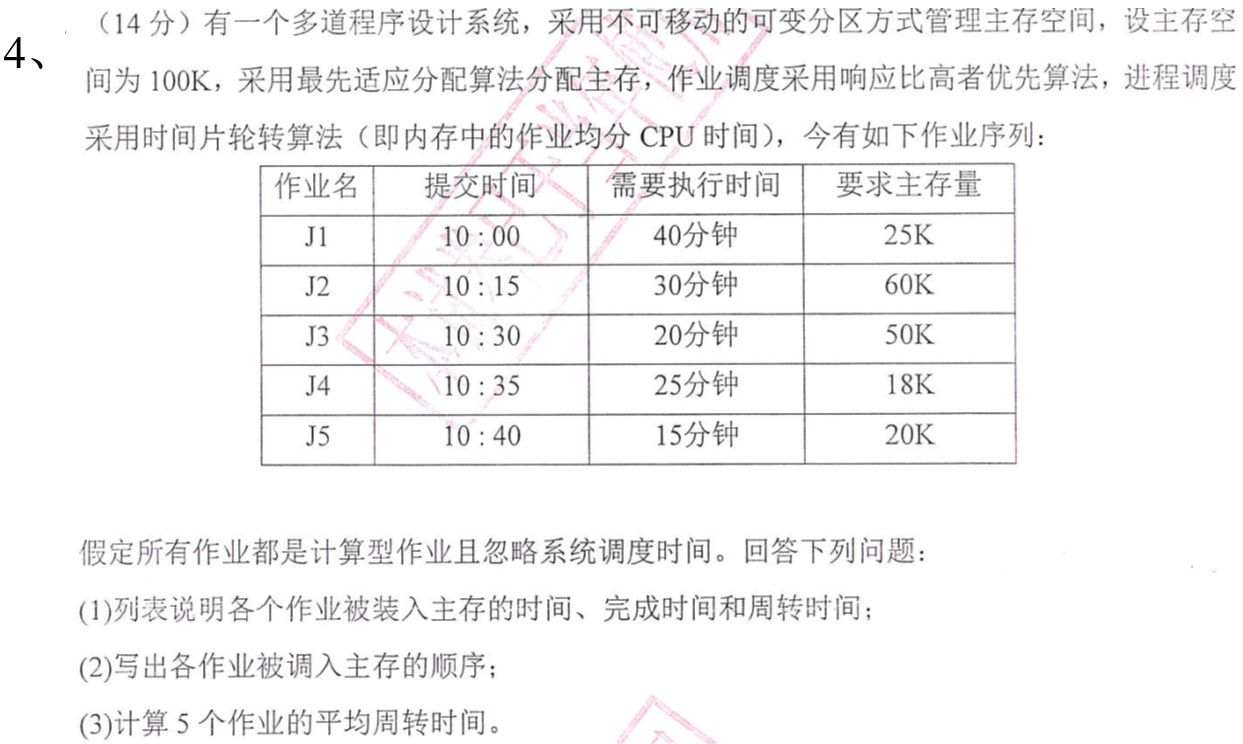 4、
（14 分）有一个多道程序设计系统，采用不可移动的可变分区方式管理主存空间，设主存空
间为 100K，采用最先适应分配算法分配主存，作业调度采用响应比高者优先算法，进程调度
采用时间片轮转算法（即内存中的作业均分 CPU 时间），今有如下作业序列：
作业名 提交时间 需要执行时间 要求主存量
J1 10 : 00 40分钟 25K
J2 10 : 15 30分钟 60K
J3 10 : 30 20分钟 50K
J4 10 : 35 25分钟 18K
J5 10 : 40 15分钟 20K
假定所有作业都是计算型作业且忽略系统调度时间。回答下列问题：
(1)列表说明各个作业被装入主存的时间、完成时间和周转时间；
(2)写出各作业被调入主存的顺序；
(3)计算 5 个作业的平均周转时间。